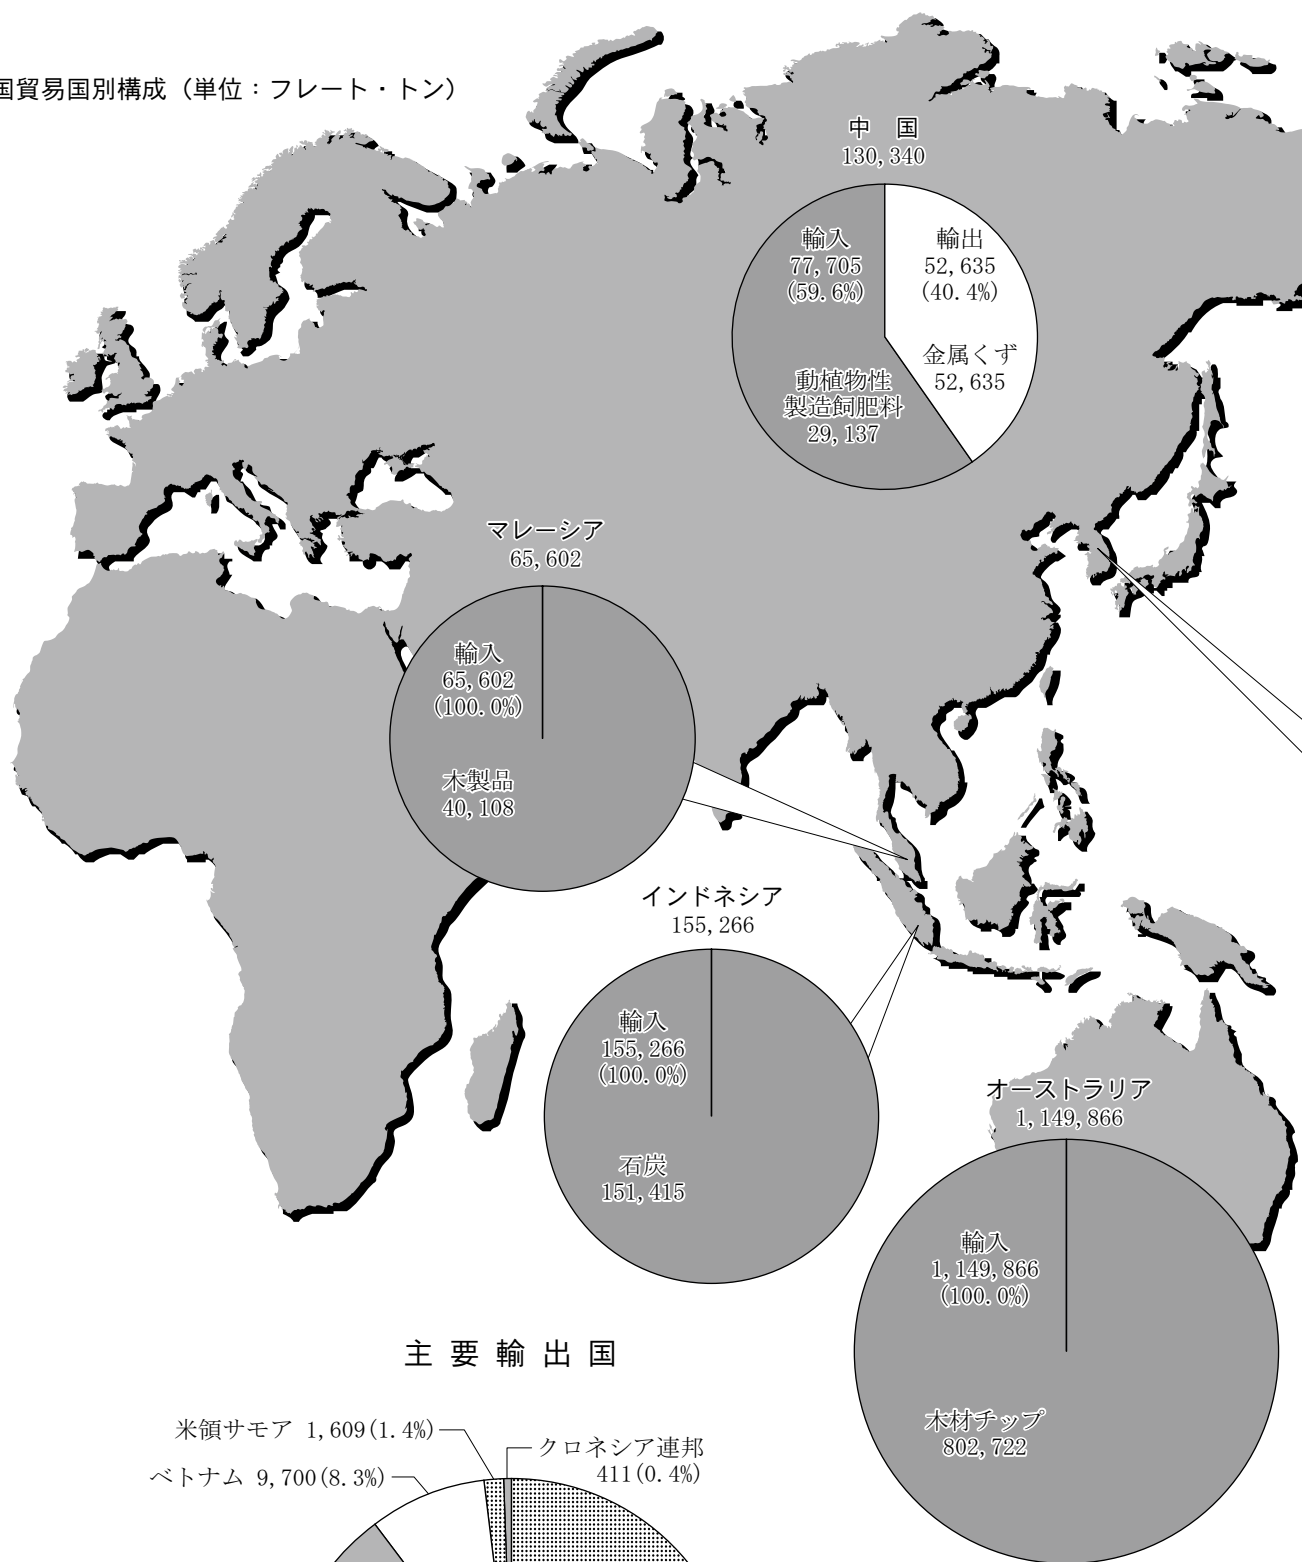 国貿易国別構成（単位：フレート・トン）
中　国
130,340
輸入
77,705
(59.6%)
動植物性
製造飼肥料
29,137
輸出
52,635
(40.4%)
金属くず
52,635
マレーシア
65,602
輸入
65,602
(100.0%)
木製品
40,108
インドネシア
155,266
輸入
155,266
(100.0%)
石炭
151,415
オーストラリア
1,149,866
輸入
1,149,866
(100.0%)
木材チップ
802,722
主要輸出国
米領サモア 1,609(1.4%)
ベトナム 9,700(8.3%)
クロネシア連邦
411(0.4%)